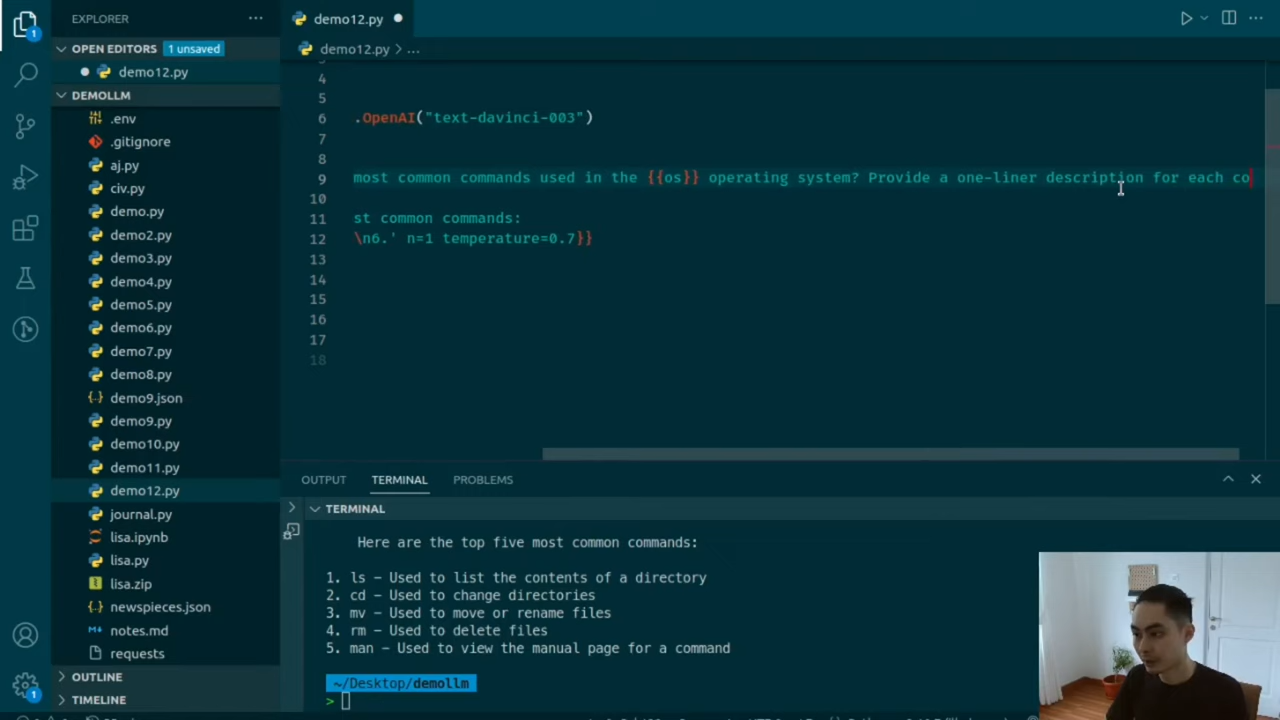 1
EXPLORER
OPEN EDITORS 1 unsaved
demo12.py
DEMOLLM
.env
.gitignore
aj.py
civ.py
demo.py
demo2.py
demo3.py
demo4.py
demo5.py
demo6.py
demo7.py
demo8.py
demo9.json
demo9.py
demo10.py
demo11.py
demo12.py
journal.py
lisa.ipynb
lisa.py
lisa.zip
newspieces.json
notes.md
requests
OUTLINE
TIMELINE
1
demo12.py
demo12.py > ...
4
5
6 .OpenAI("text-davinci-003")
7
8
9 most common commands used in the {{os}} operating system? Provide a one-liner description for each co
10
11 st common commands:
12 \n6.' n=1 temperature=0.7}}
13
14
15
16
17
18
OUTPUT TERMINAL PROBLEMS
TERMINAL
Here are the top five most common commands:
1. ls – Used to list the contents of a directory
2. cd – Used to change directories
3. mv – Used to move or rename files
4. rm – Used to delete files
5. man – Used to view the manual page for a command
~/Desktop/demollm
>